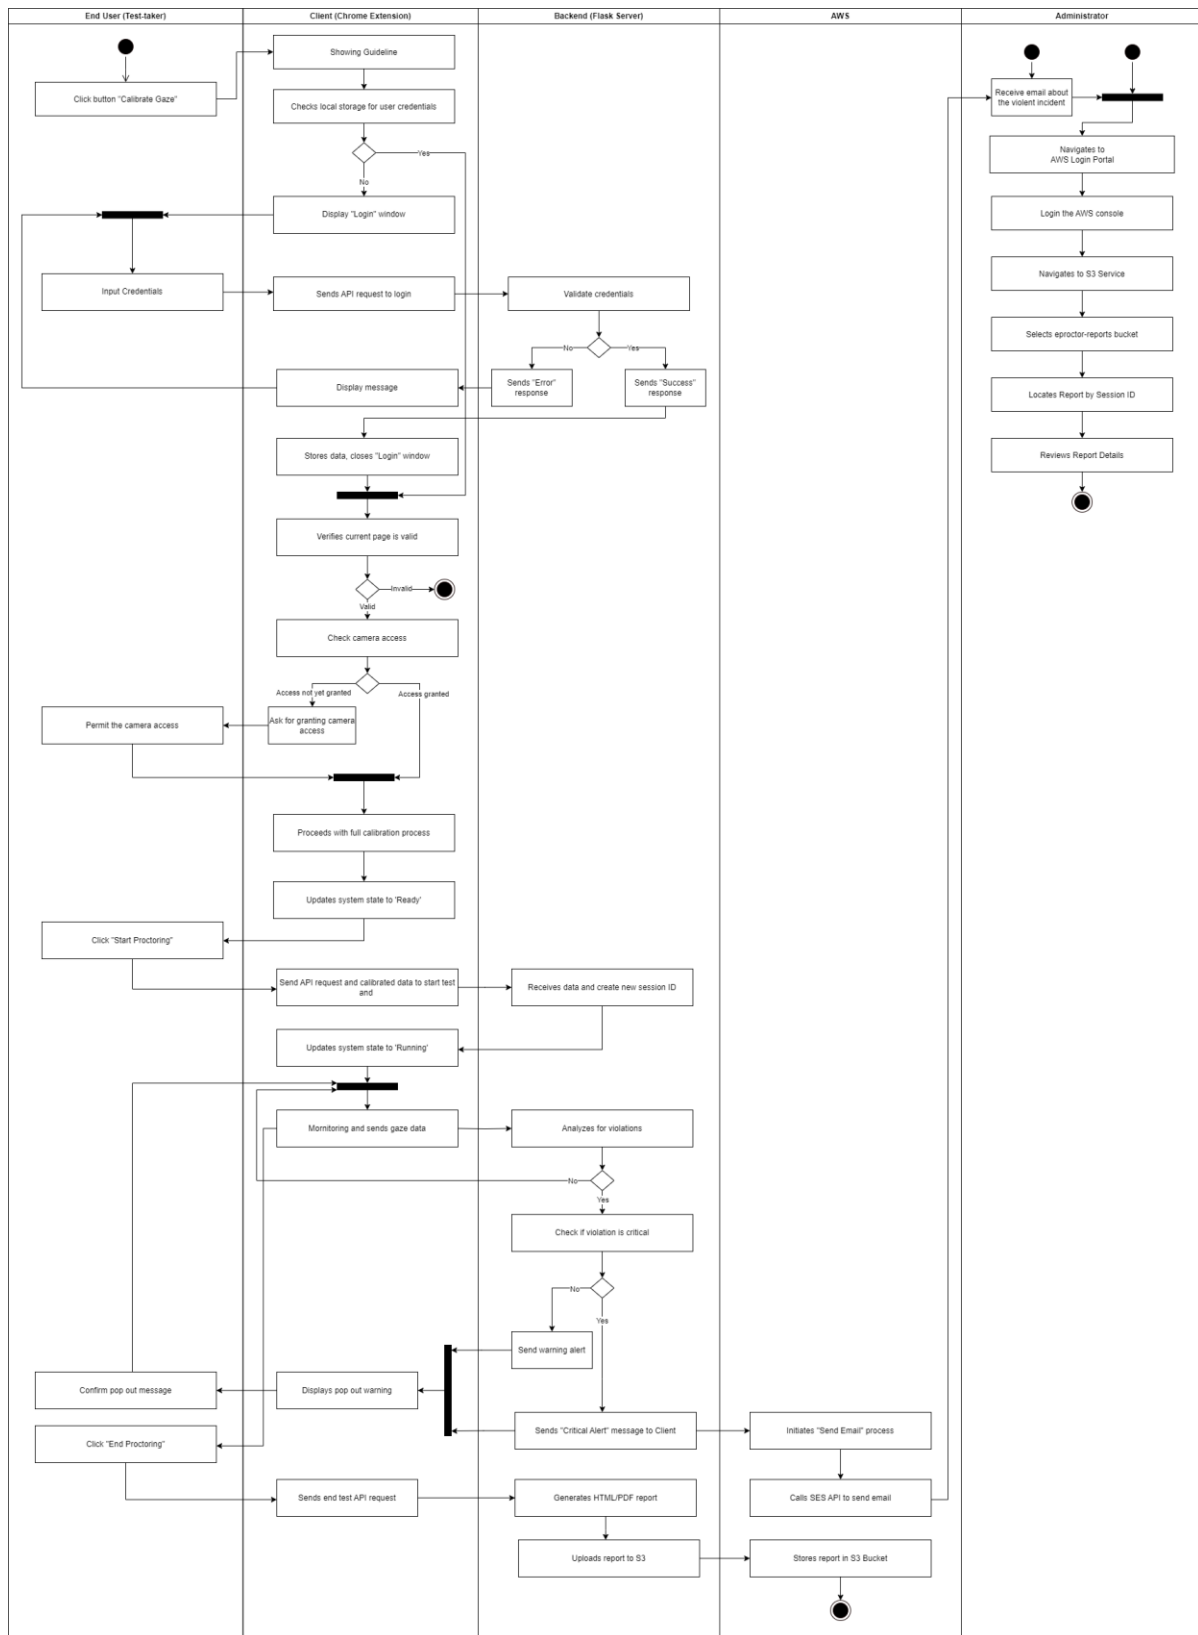 End User (Test-taker)
Client (Chrome Extension)
Backend (Flask Server)
AWS
Administrator
Showing Guideline
Click button "Calibrate Gaze"
Checks local storage for user credentials
Receive email about
the violent incident
Yes
No
Navigates to
AWS Login Portal
Display "Login" window
Login the AWS console
Input Credentials
Sends API request to login
Validate credentials
Navigates to S3 Service
Selects eproctor-reports bucket
No
Yes
Display message
Sends "Error"
response
Sends "Success"
response
Locates Report by Session ID
Stores data, closes "Login" window
Reviews Report Details
Verifies current page is valid
Invalid
Valid
Check camera access
Access not yet granted
Access granted
Permit the camera access
Ask for granting camera
access
Proceeds with full calibration process
Updates system state to 'Ready'
Click "Start Proctoring"
Send API request and calibrated data to start test
and
Receives data and create new session ID
Updates system state to 'Running'
Mornitoring and sends gaze data
Analyzes for violations
No
Yes
Check if violation is critical
No
Yes
Send warning alert
Confirm pop out message
Displays pop out warning
Click "End Proctoring"
Sends "Critical Alert" message to Client
Initiates "Send Email" process
Sends end test API request
Generates HTML/PDF report
Calls SES API to send email
Uploads report to S3
Stores report in S3 Bucket